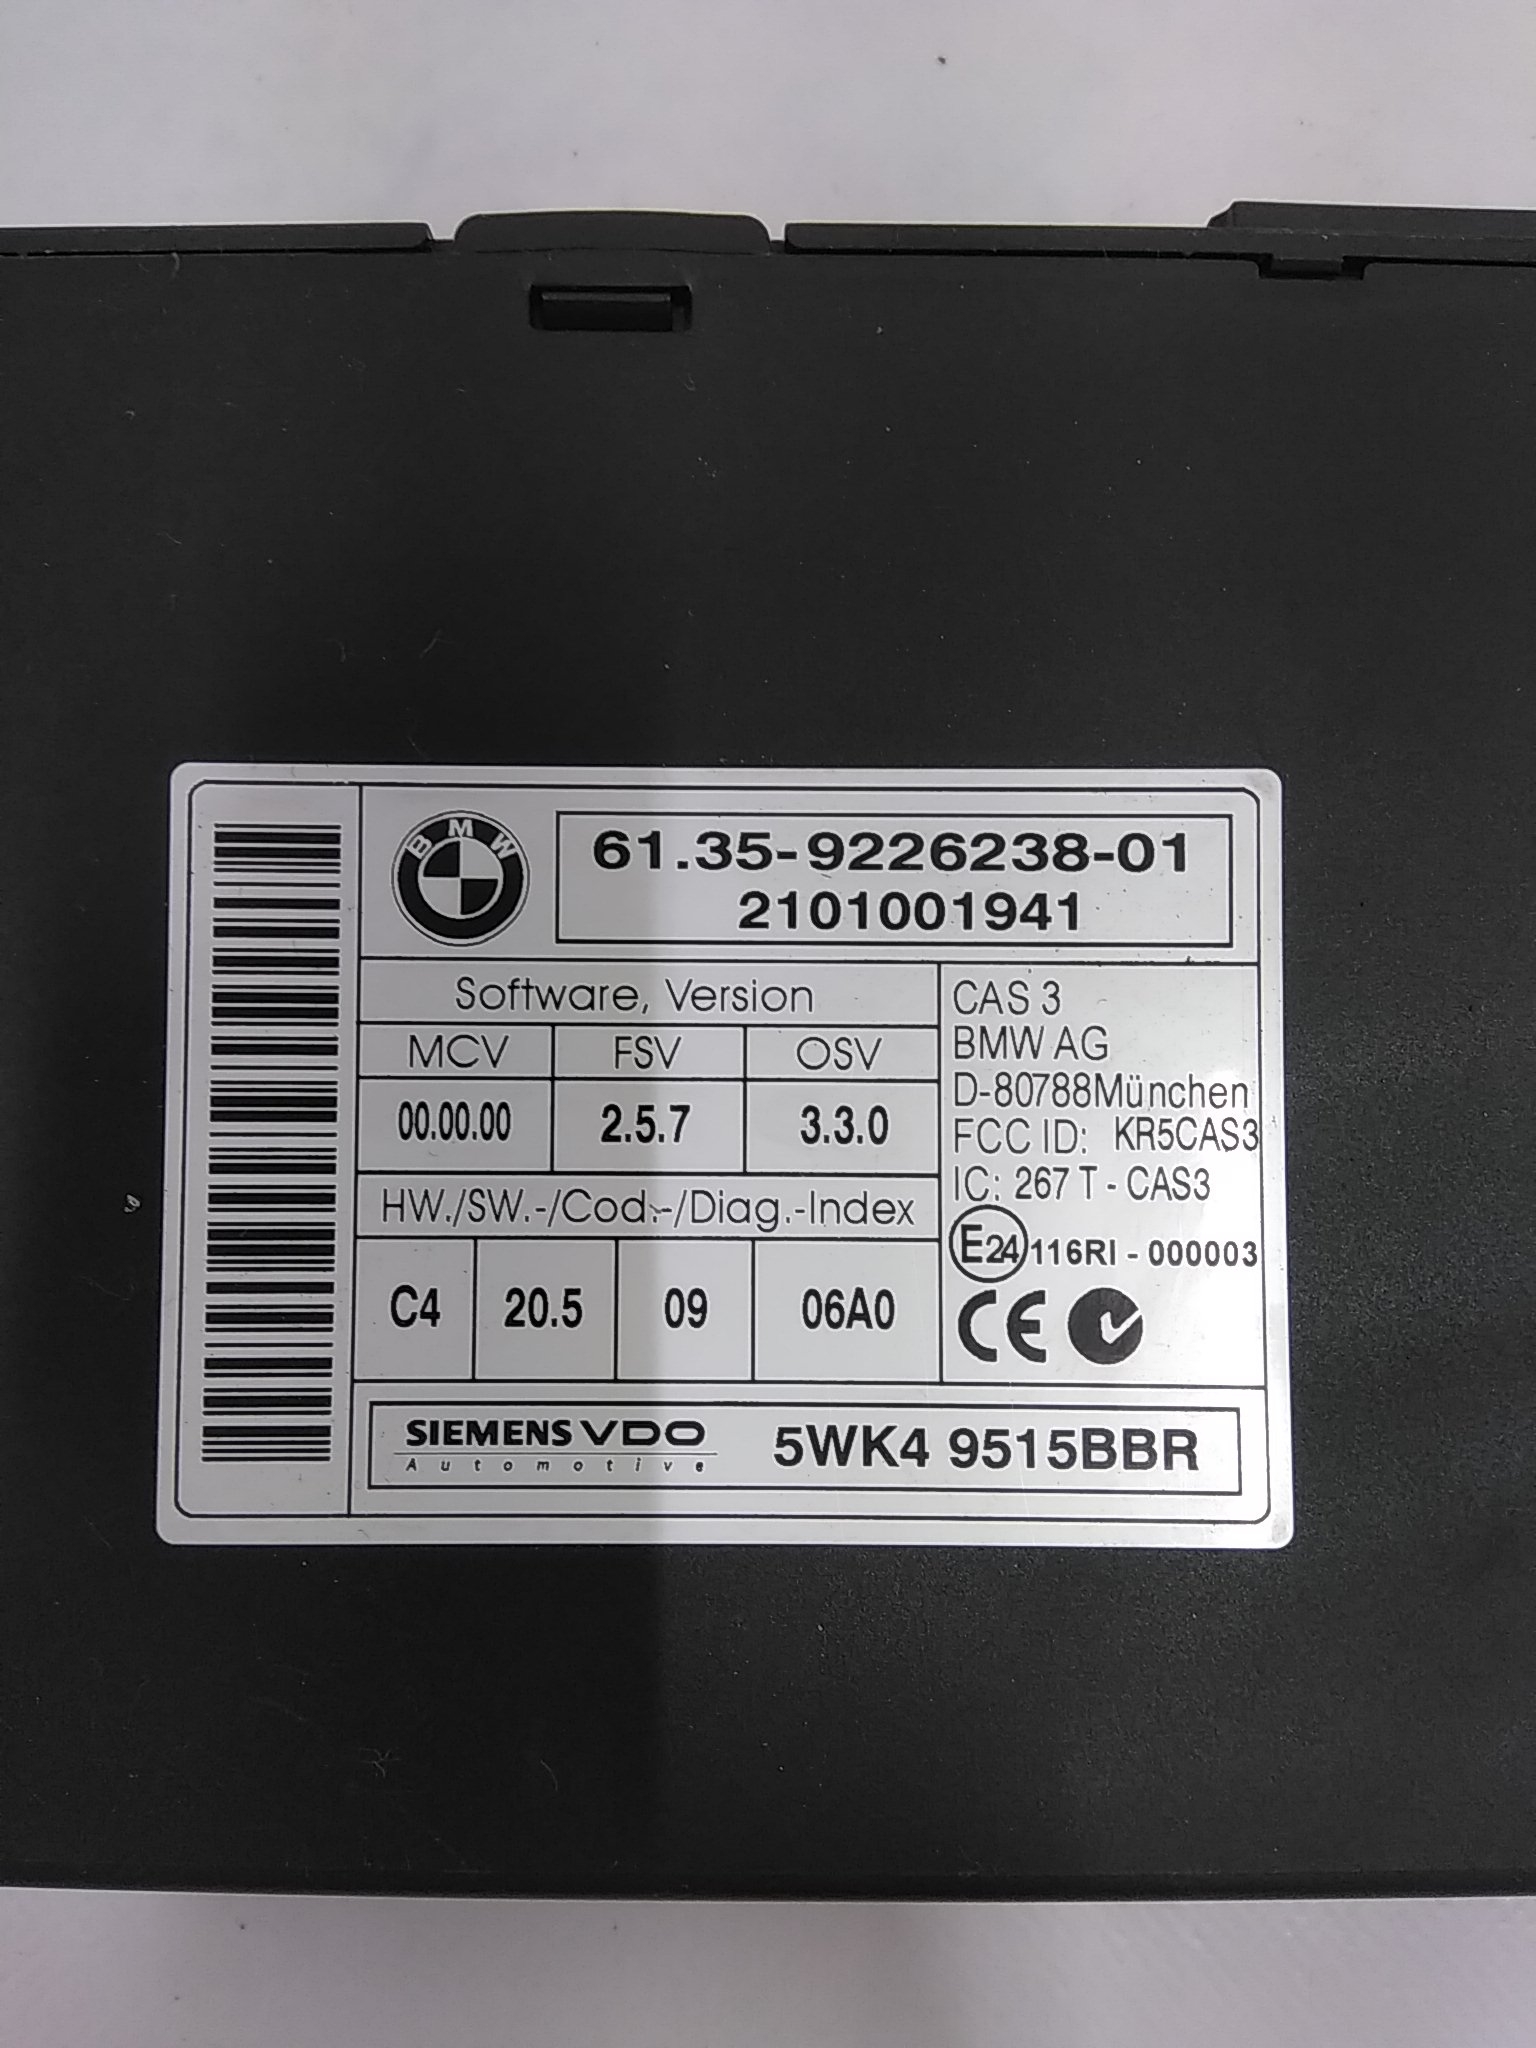 BMW
61.35-9226238-01
2101001941
Software, Version
MCV FSV OSV
00.00.00 2.5.7 3.3.0
HW./SW.-/Cod.-/Diag.-Index
C4 20.5 09 06A0
CAS 3
BMW AG
D-80788München
FCC ID: KR5CAS3
IC: 267 T - CAS3
E24 116RI - 000003
CE
SIEMENS VDO
Automotive
5WK4 9515BBR